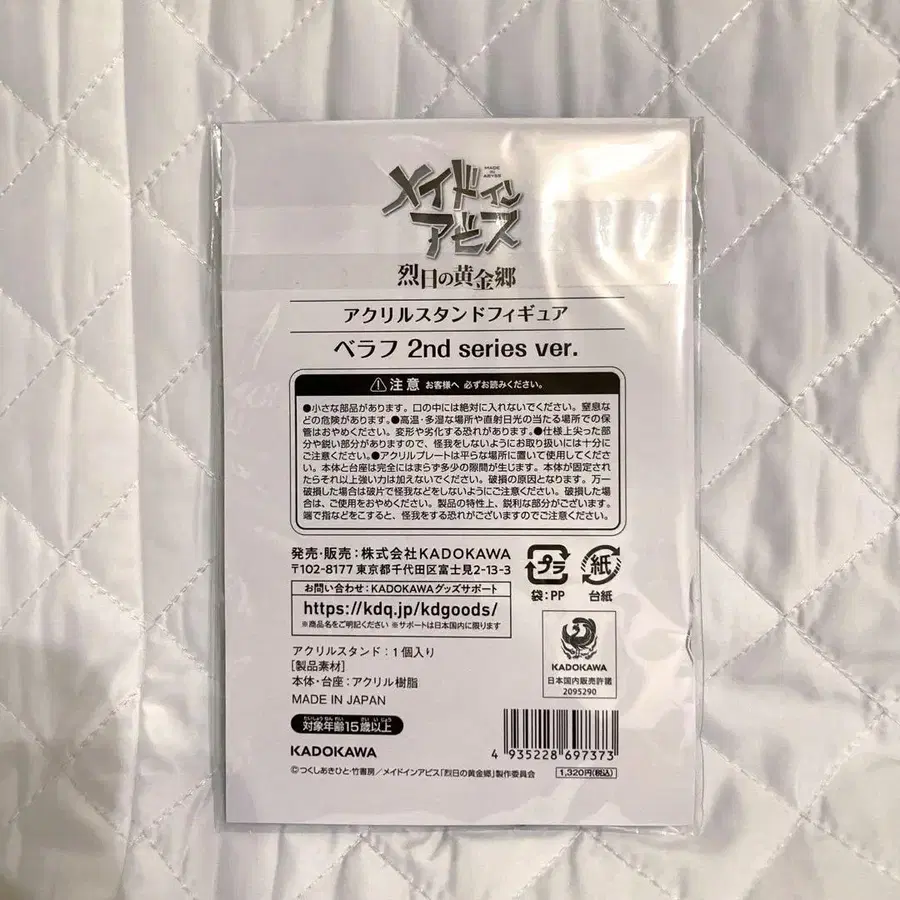 MADE IN ABYSS
メイドイン
アビス
烈日の黄金郷
アクリルスタンドフィギュア
ベラフ 2nd series ver.
注意 お客様へ 必ずお読みください。
●小さな部品があります。口の中には絶対に入れないでください。窒息な
どの危険があります。●高温・多湿な場所や直射日光の当たる場所での保
管はおやめください。変形や劣化する恐れがあります。●仕様上尖った部
分や鋭い部分がありますので、怪我をしないようにお取り扱いには十分に
ご注意ください。●アクリルプレートは平らな場所に置いて使用してくださ
い。本体と台座は完全にはまらず多少の隙間が生じます。本体が固定され
たらそれ以上強い力は加えないでください。破損の原因となります。万一
破損した場合は破片で怪我などをしないようにご注意ください。破損した場
合は、ご使用をおやめください。製品の特性上、鋭利な部分がございます。
端で指などをこすると、怪我をする恐れがございますのでご注意ください。
発売・販売:株式会社KADOKAWA
〒102-8177 東京都千代田区富士見2-13-3
お問い合わせ:KADOKAWAグッズサポート
https://kdq.jp/kdgoods/
※商品名をご明記ください ※サポートは日本国内に限ります
プラ
袋:PP
紙
台紙
アクリルスタンド:1個入り
[製品素材]
本体・台座:アクリル樹脂
MADE IN JAPAN
KADOKAWA
日本国内販売許諾
2095290
たいしょうねんれい さい いじょう
対象年齢15歳以上
KADOKAWA
4 935228 697373
1,320円(税込)
©つくしあきひと・竹書房/メイドインアビス「烈日の黄金郷」製作委員会